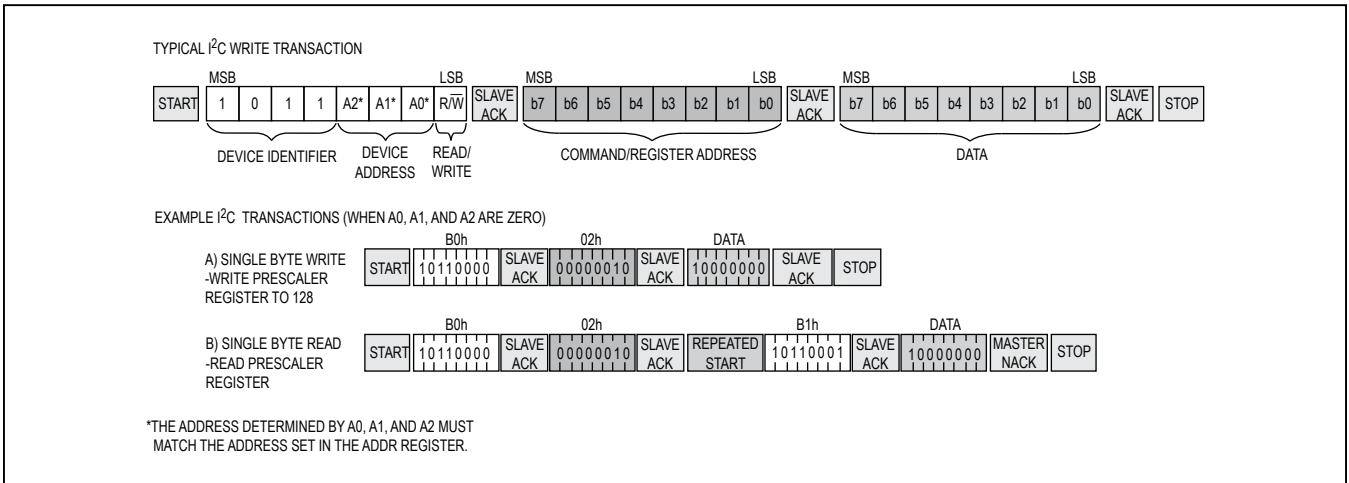 TYPICAL I2C WRITE TRANSACTION
MSB LSB MSB LSB MSB LSB
START 1 0 1 1 A2* A1* A0* R/W̅ SLAVE ACK b7 b6 b5 b4 b3 b2 b1 b0 SLAVE ACK b7 b6 b5 b4 b3 b2 b1 b0 SLAVE ACK STOP
DEVICE IDENTIFIER DEVICE ADDRESS READ/WRITE COMMAND/REGISTER ADDRESS DATA
EXAMPLE I2C TRANSACTIONS (WHEN A0, A1, AND A2 ARE ZERO)
B0h 02h DATA
A) SINGLE BYTE WRITE
-WRITE PRESCALER
REGISTER TO 128
START 10110000 SLAVE ACK 00000010 SLAVE ACK 10000000 SLAVE ACK STOP
B0h 02h B1h DATA
B) SINGLE BYTE READ
-READ PRESCALER
REGISTER
START 10110000 SLAVE ACK 00000010 SLAVE ACK REPEATED START 10110001 SLAVE ACK 10000000 MASTER NACK STOP
*THE ADDRESS DETERMINED BY A0, A1, AND A2 MUST
MATCH THE ADDRESS SET IN THE ADDR REGISTER.